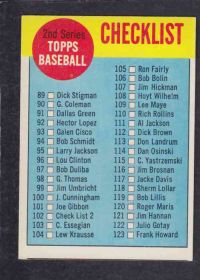 2nd Series
TOPPS
BASEBALL
CHECKLIST
89 Dick Stigman
90 G. Coleman
91 Dallas Green
92 Hector Lopez
93 Galen Cisco
94 Bob Schmidt
95 Larry Jackson
96 Lou Clinton
97 Bob Duliba
98 G. Thomas
99 Jim Umbricht
100 J. Cunningham
101 Joe Gibbon
102 Check List 2
103 C. Essegian
104 Lew Krausse
105 Ron Fairly
106 Bob Bolin
107 Jim Hickman
108 Hoyt Wilhelm
109 Lee Maye
110 Rich Rollins
111 Al Jackson
112 Dick Brown
113 Don Landrum
114 Dan Osinski
115 C. Yastrzemski
116 Jim Brosnan
117 Jacke Davis
118 Sherm Lollar
119 Bob Lillis
120 Roger Maris
121 Jim Hannan
122 Julio Gotay
123 Frank Howard